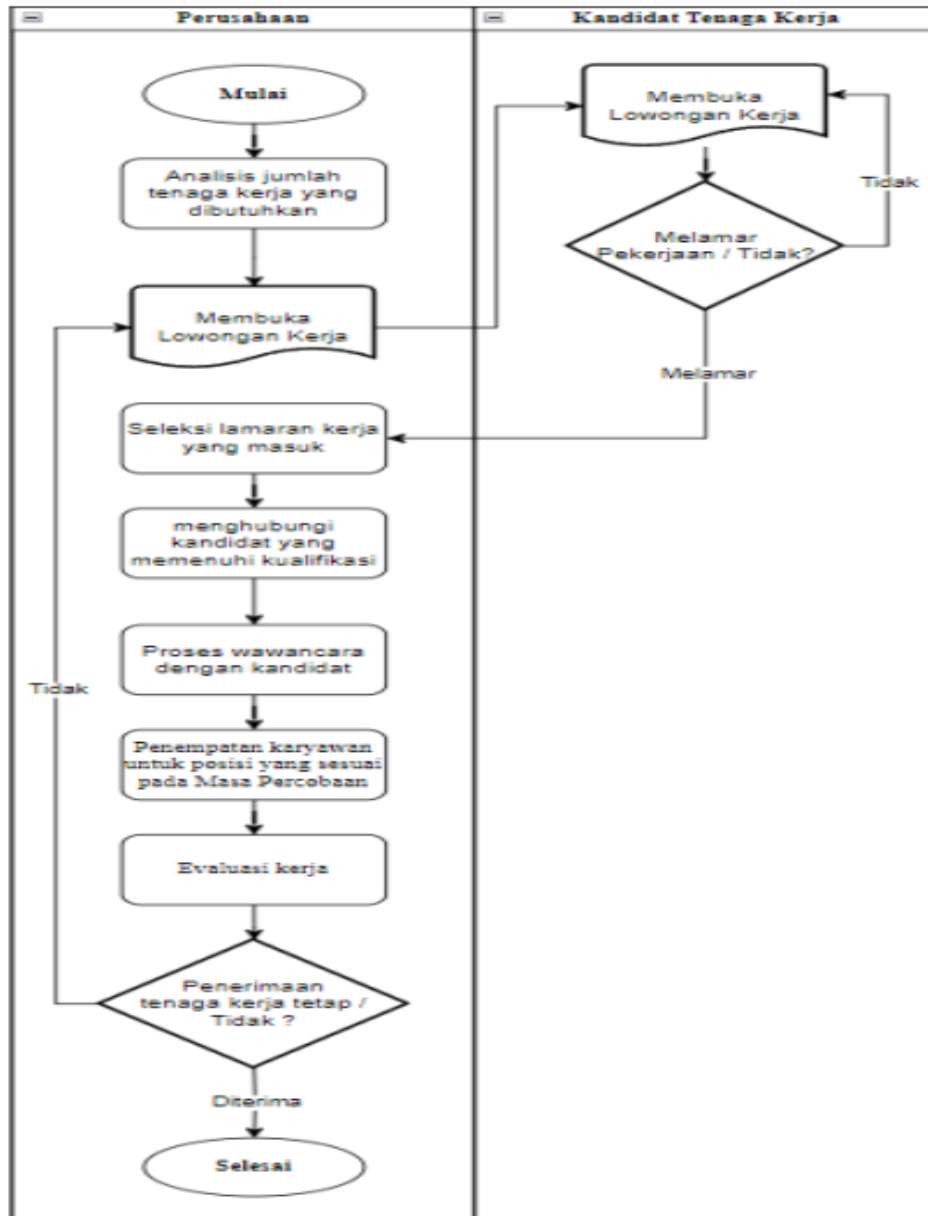 Perusahaan
Kandidat Tenaga Kerja
Mulai
Analisis jumlah
tenaga kerja yang
dibutuhkan
Membuka
Lowongan Kerja
Membuka
Lowongan Kerja
Tidak
Melamar
Pekerjaan / Tidak?
Melamar
Seleksi lamaran kerja
yang masuk
menghubungi
kandidat yang
memenuhi kualifikasi
Proses wawancara
dengan kandidat
Tidak
Penempatan karyawan
untuk posisi yang sesuai
pada Masa Percobaan
Evaluasi kerja
Penerimaan
tenaga kerja tetap /
Tidak ?
Diterima
Selesai